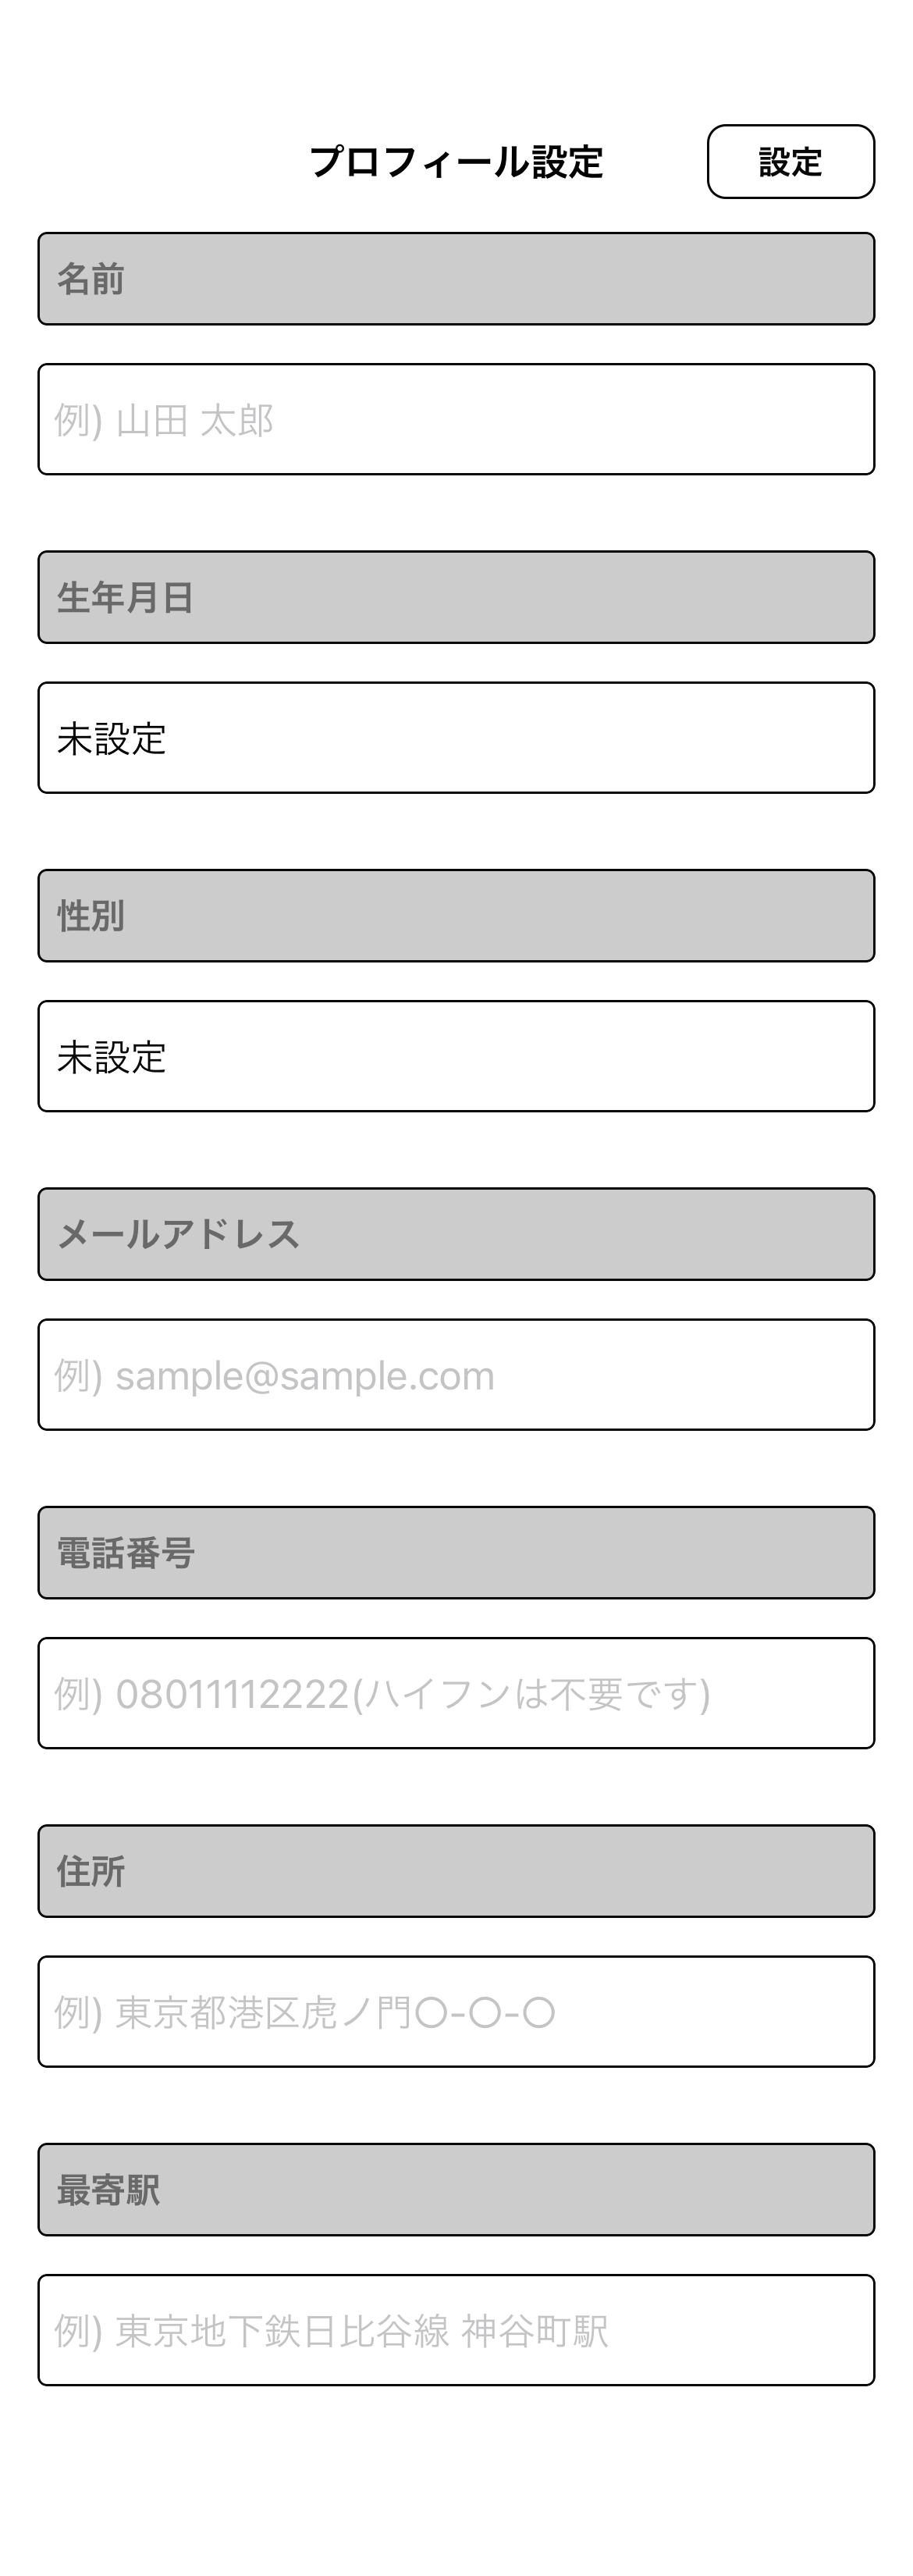 プロフィール設定
設定
名前
例) 山田 太郎
生年月日
未設定
性別
未設定
メールアドレス
例) sample@sample.com
電話番号
例) 08011112222(ハイフンは不要です)
住所
例) 東京都港区虎ノ門〇-〇-〇
最寄駅
例) 東京地下鉄日比谷線 神谷町駅